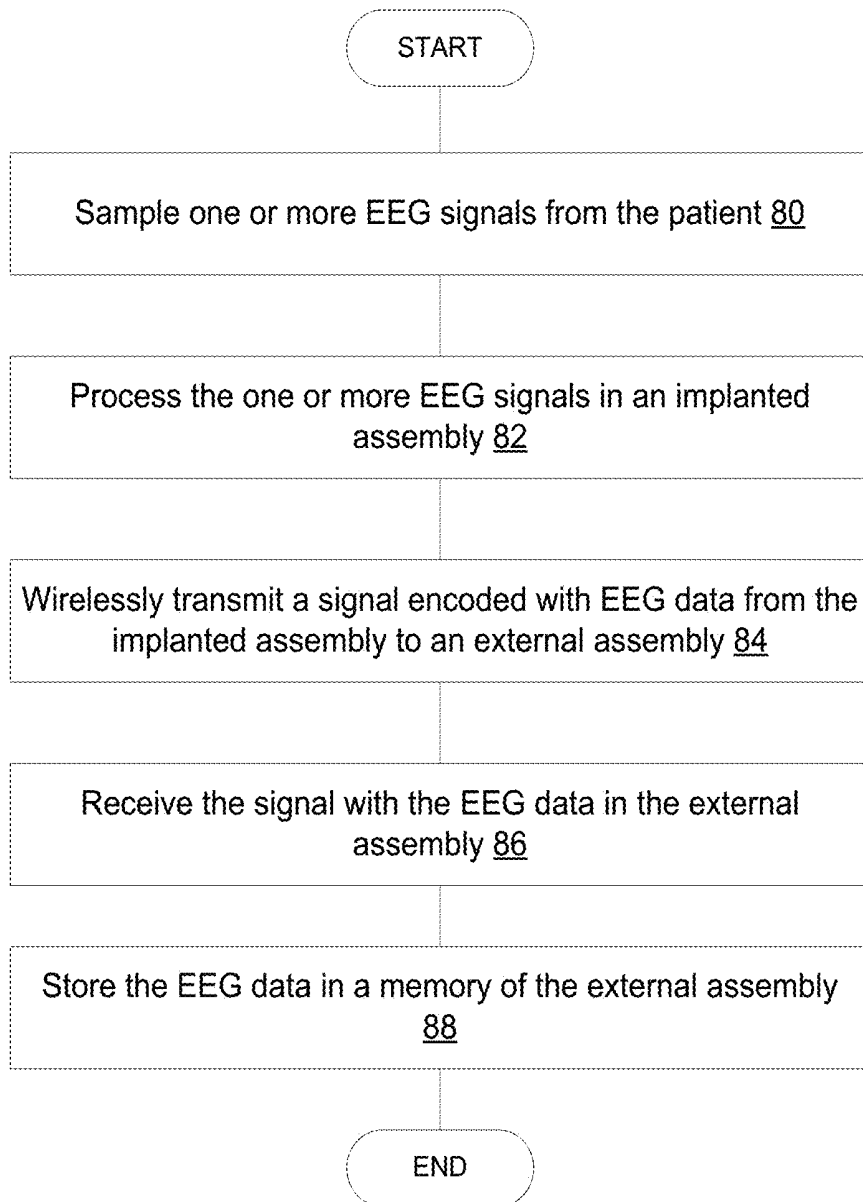 START
Sample one or more EEG signals from the patient 80
Process the one or more EEG signals in an implanted
assembly 82
Wirelessly transmit a signal encoded with EEG data from the
implanted assembly to an external assembly 84
Receive the signal with the EEG data in the external
assembly 86
Store the EEG data in a memory of the external assembly
88
END